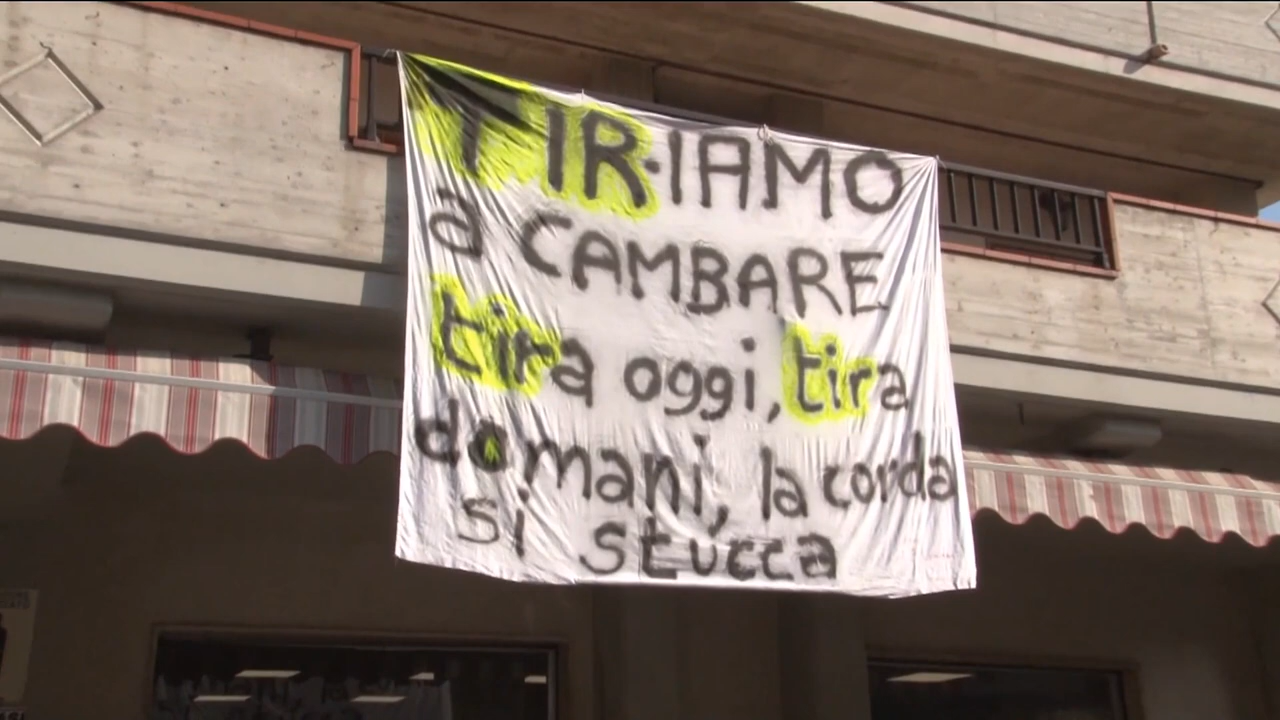 TIR·IAMO
a CAMBARE
tira oggi, tira
domani, la corda
si stucca